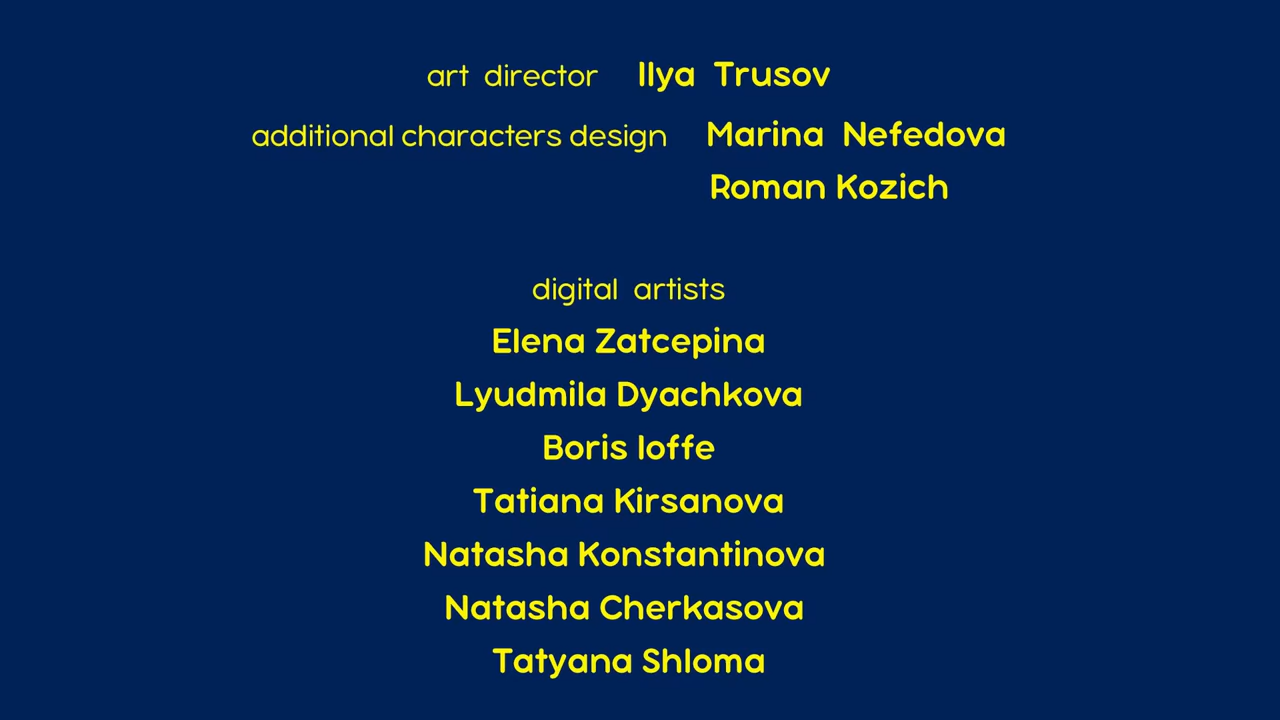 art director Ilya Trusov
additional characters design Marina Nefedova
Roman Kozich
digital artists
Elena Zatcepina
Lyudmila Dyachkova
Boris Ioffe
Tatiana Kirsanova
Natasha Konstantinova
Natasha Cherkasova
Tatyana Shloma